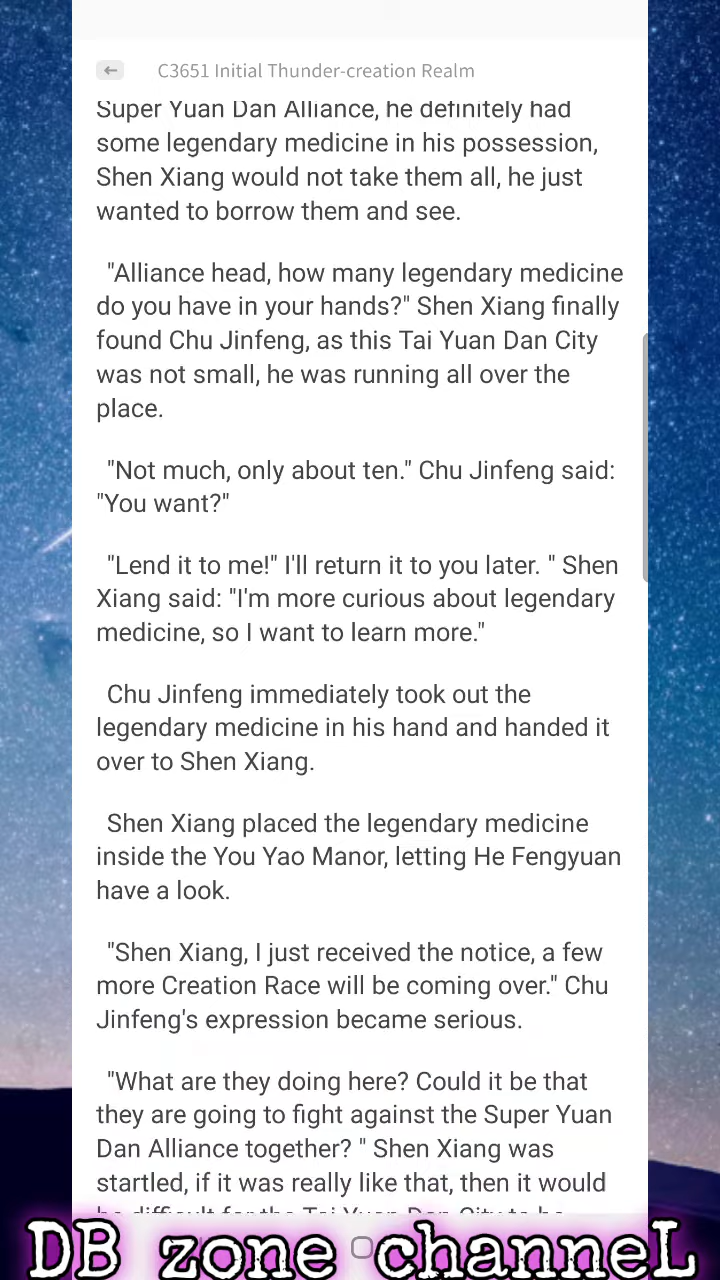 C3651 Initial Thunder-creation Realm
Super Yuan Dan Alliance, he definitely had
some legendary medicine in his possession,
Shen Xiang would not take them all, he just
wanted to borrow them and see.
"Alliance head, how many legendary medicine
do you have in your hands?" Shen Xiang finally
found Chu Jinfeng, as this Tai Yuan Dan City
was not small, he was running all over the
place.
"Not much, only about ten." Chu Jinfeng said:
"You want?"
"Lend it to me!" I'll return it to you later. " Shen
Xiang said: "I'm more curious about legendary
medicine, so I want to learn more."
Chu Jinfeng immediately took out the
legendary medicine in his hand and handed it
over to Shen Xiang.
Shen Xiang placed the legendary medicine
inside the You Yao Manor, letting He Fengyuan
have a look.
"Shen Xiang, I just received the notice, a few
more Creation Race will be coming over." Chu
Jinfeng's expression became serious.
"What are they doing here? Could it be that
they are going to fight against the Super Yuan
Dan Alliance together? " Shen Xiang was
startled, if it was really like that, then it would
be difficult for the Tai Yuan Dan City to be
DB zone channeL